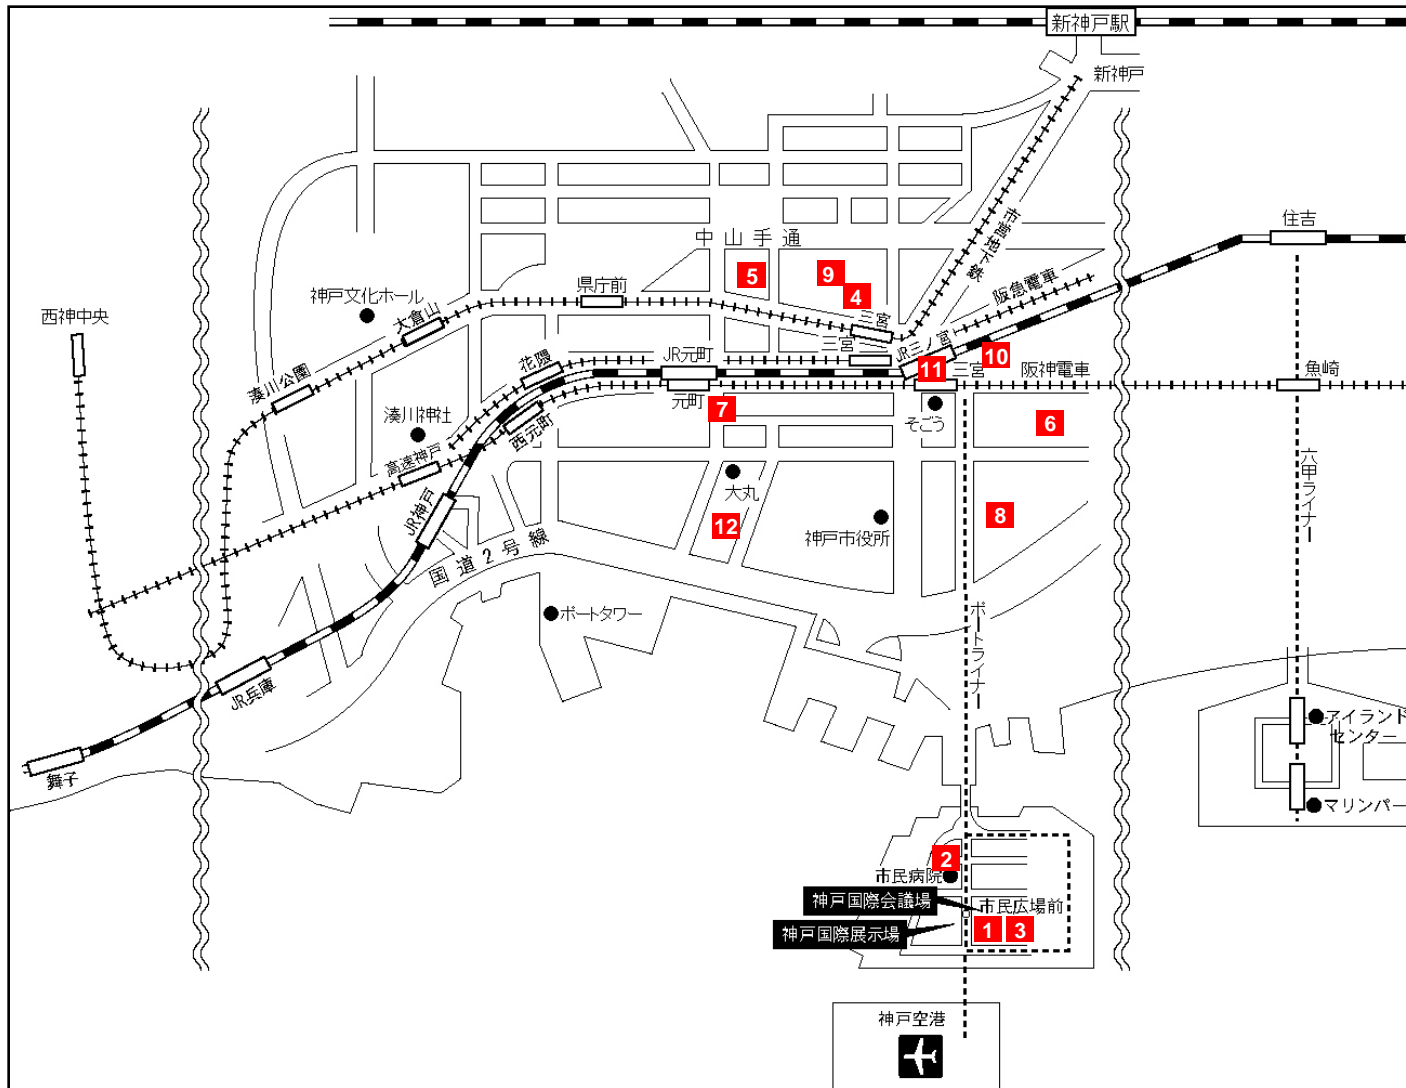 新神戸駅
新神戸
住吉
中山手通
市営地下鉄
5
9
4
阪急電車
県庁前
神戸文化ホール
大倉山
西神中央
三宮
三宮
JR三ノ宮
JR元町
花隈
10
11
三宮
阪神電車
魚崎
湊川公園
元町
7
そごう
6
湊川神社
西元町
高速神戸
大丸
六甲ライナー
JR神戸
12
8
神戸市役所
国道2号線
ポートタワー
ポートライナー
JR兵庫
アイランド
センター
舞子
マリンパー
2
市民病院
神戸国際会議場
市民広場前
神戸国際展示場
1
3
神戸空港